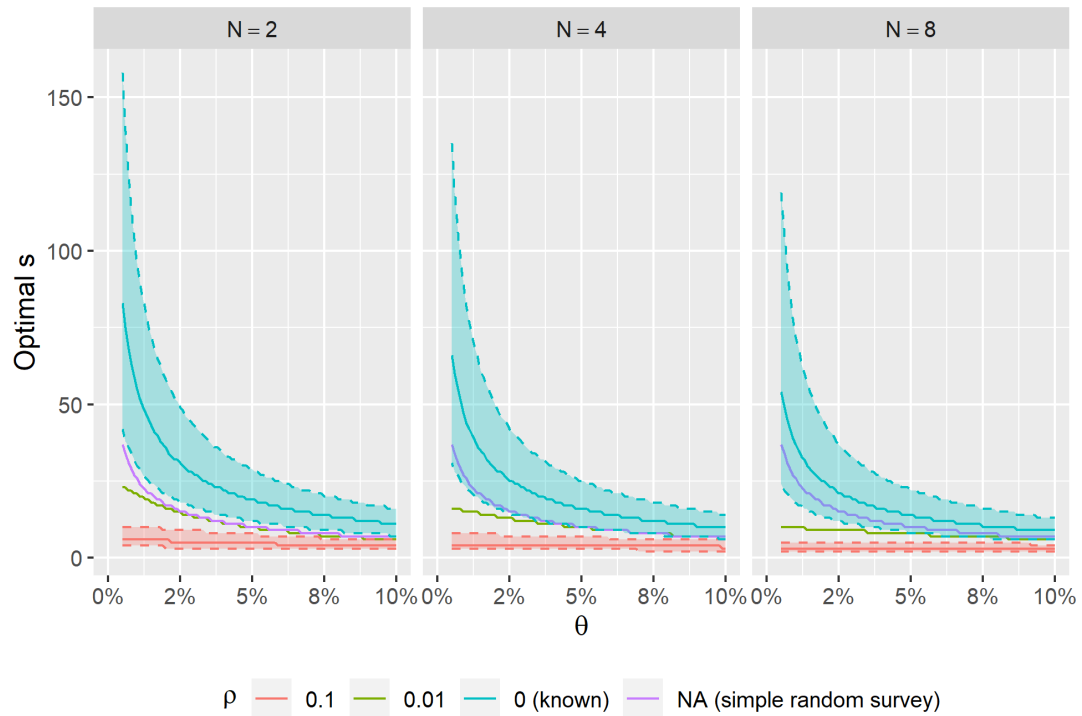 N = 2
N = 4
N = 8
Optimal s
150
100
50
0
0% 2% 5% 8% 10%
0% 2% 5% 8% 10%
0% 2% 5% 8% 10%
θ
ρ 0.1 0.01 0 (known) NA (simple random survey)